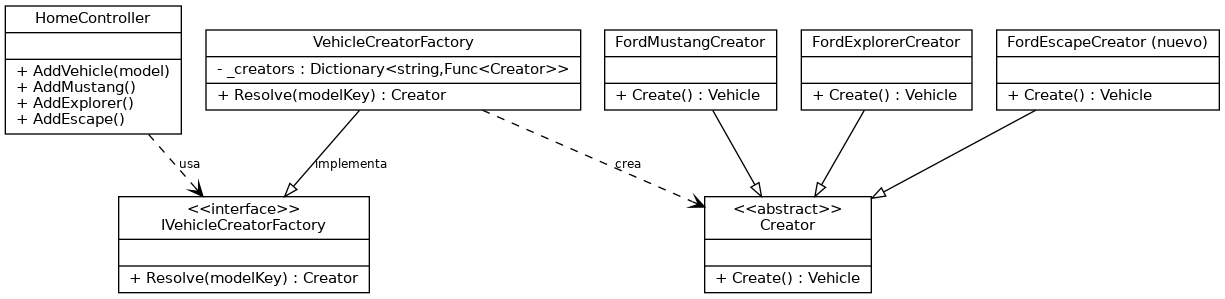 HomeController
+ AddVehicle(model)
+ AddMustang()
+ AddExplorer()
+ AddEscape()
VehicleCreatorFactory
- _creators : Dictionary<string,Func<Creator>>
+ Resolve(modelKey) : Creator
FordMustangCreator
+ Create() : Vehicle
FordExplorerCreator
+ Create() : Vehicle
FordEscapeCreator (nuevo)
+ Create() : Vehicle
usa
implementa
crea
<<interface>>
IVehicleCreatorFactory
+ Resolve(modelKey) : Creator
<<abstract>>
Creator
+ Create() : Vehicle